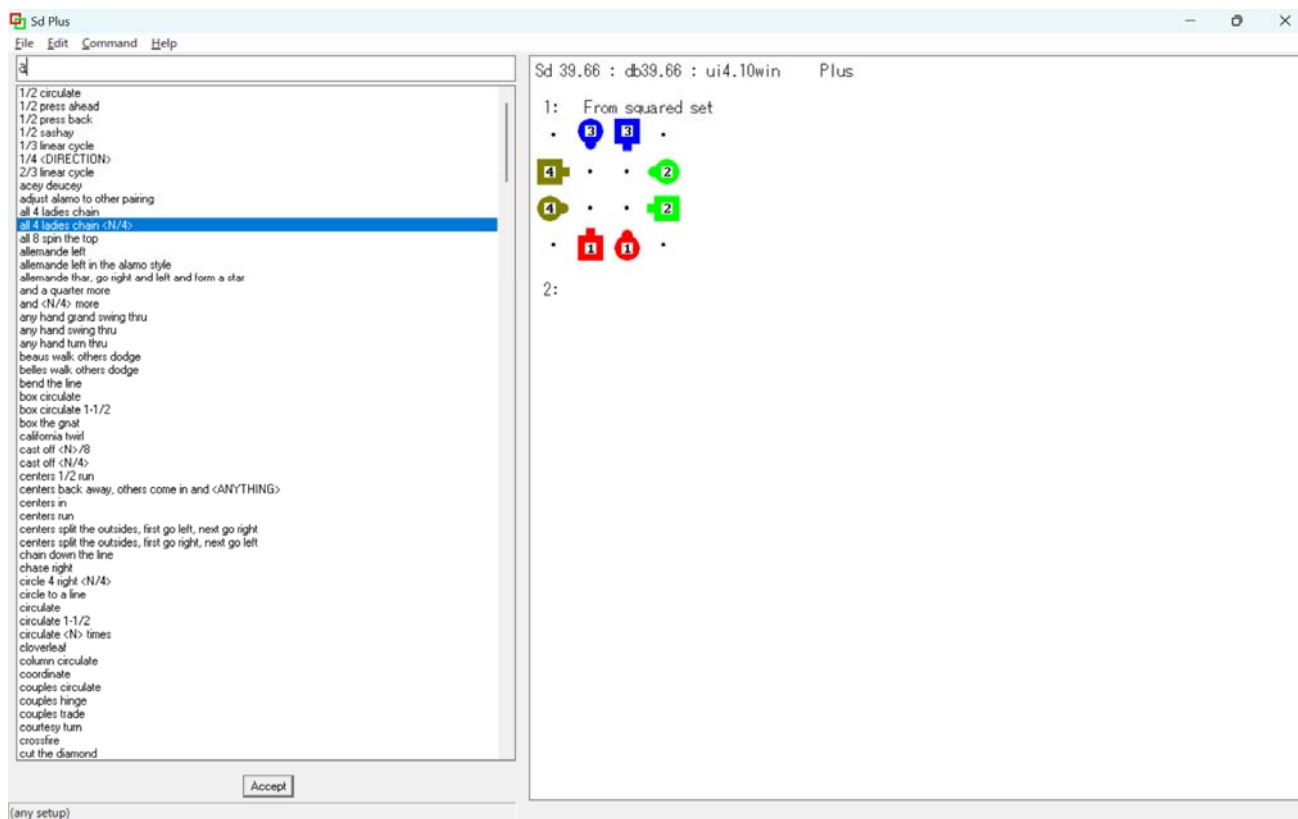 Sd Plus
File Edit Command Help
a
1/2 circulate
1/2 press ahead
1/2 press back
1/2 sashay
1/3 linear cycle
1/4 <DIRECTION>
2/3 linear cycle
acey deucey
adjust alamo to other pairing
all 4 ladies chain
all 4 ladies chain <N/4>
all 8 spin the top
allemande left
allemande left in the alamo style
allemande thar, go right and left and form a star
and a quarter more
and <N/4> more
any hand grand swing thru
any hand swing thru
any hand turn thru
beaus walk others dodge
belles walk others dodge
bend the line
box circulate
box circulate 1-1/2
box the gnat
california twirl
cast off <N>/8
cast off <N/4>
centers 1/2 run
centers back away, others come in and <ANYTHING>
centers in
centers run
centers split the outsides, first go left, next go right
centers split the outsides, first go right, next go left
chain down the line
chase right
circle 4 right <N/4>
circle to a line
circulate
circulate 1-1/2
circulate <N> times
cloverleaf
column circulate
coordinate
couples circulate
couples hinge
couples trade
courtesy turn
crossfire
cut the diamond
Accept
(any setup)
Sd 39.66 : db39.66 : ui4.10win Plus
1: From squared set
3 3
4 2
4 2
1 1
2: